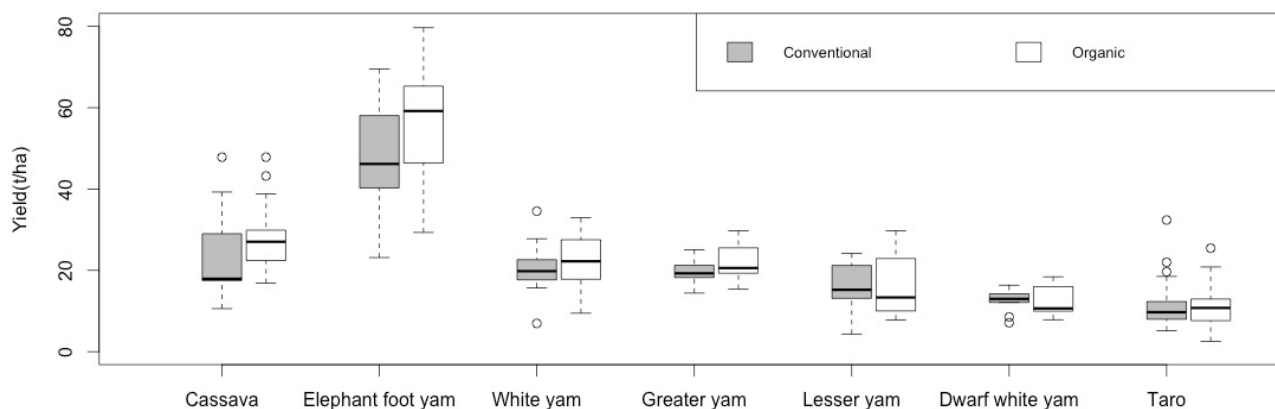 80
60
40
20
0
Yield(t/ha)
Conventional Organic
Cassava Elephant foot yam White yam Greater yam Lesser yam Dwarf white yam Taro